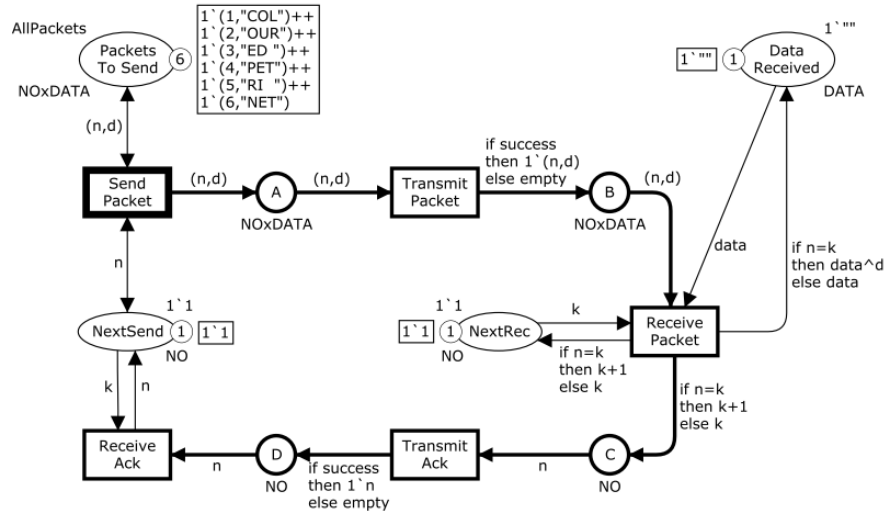 AllPackets
Packets
To Send
6
1`(1,"COL")++
1`(2,"OUR")++
1`(3,"ED ")++
1`(4,"PET")++
1`(5,"RI  ")++
1`(6,"NET")
NOxDATA
1`""
1`""
1
Data
Received
DATA
(n,d)
Send
Packet
(n,d)
A
NOxDATA
(n,d)
Transmit
Packet
if success
then 1`(n,d)
else empty
B
NOxDATA
(n,d)
data
if n=k
then data^d
else data
n
1`1
NextSend
1
1`1
NO
1`1
1`1
1
NextRec
NO
k
if n=k
then k+1
else k
Receive
Packet
if n=k
then k+1
else k
k
n
Receive
Ack
n
D
NO
if success
then 1`n
else empty
Transmit
Ack
n
C
NO